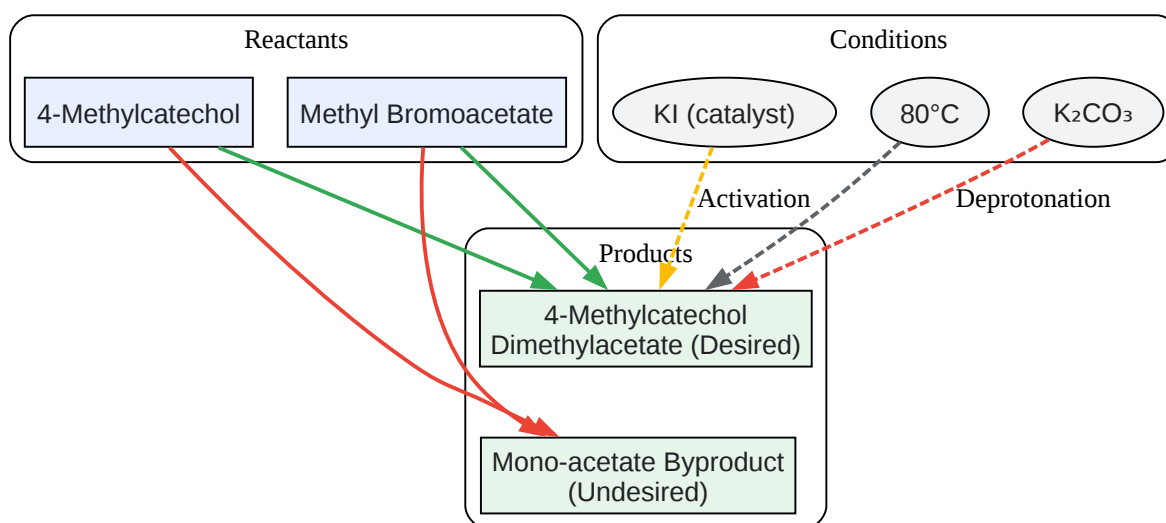 Reactants
Conditions
4-Methylcatechol
Methyl Bromoacetate
KI (catalyst)
80°C
K₂CO₃
Activation
Deprotonation
Products
4-Methylcatechol
Dimethylacetate (Desired)
Mono-acetate Byproduct
(Undesired)